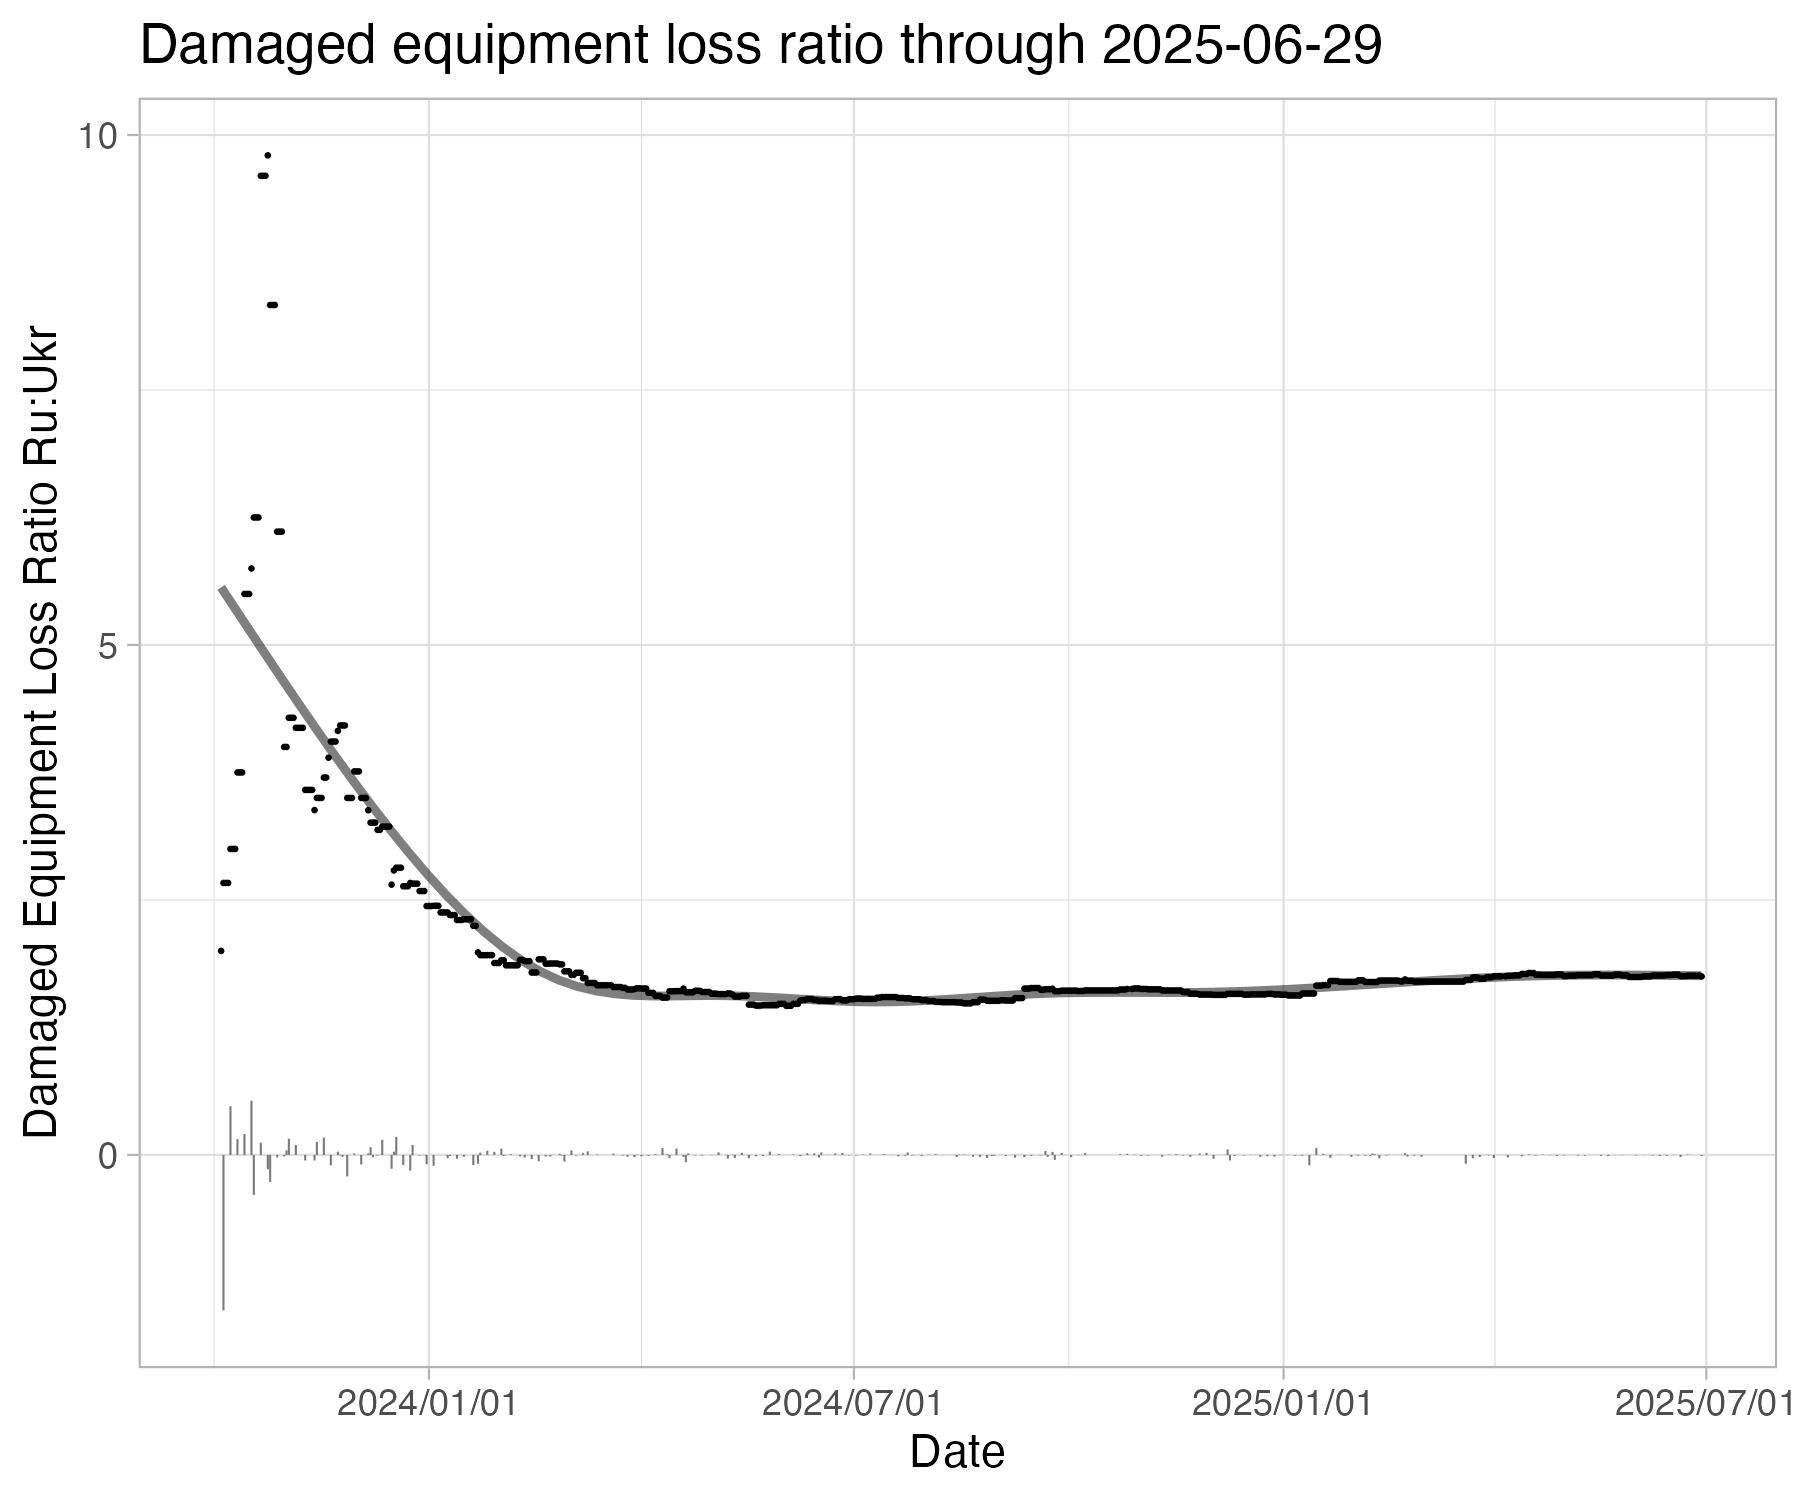 Damaged equipment loss ratio through 2025-06-29
Damaged Equipment Loss Ratio Ru:Ukr
10
5
0
2024/01/01
2024/07/01
2025/01/01
2025/07/01
Date